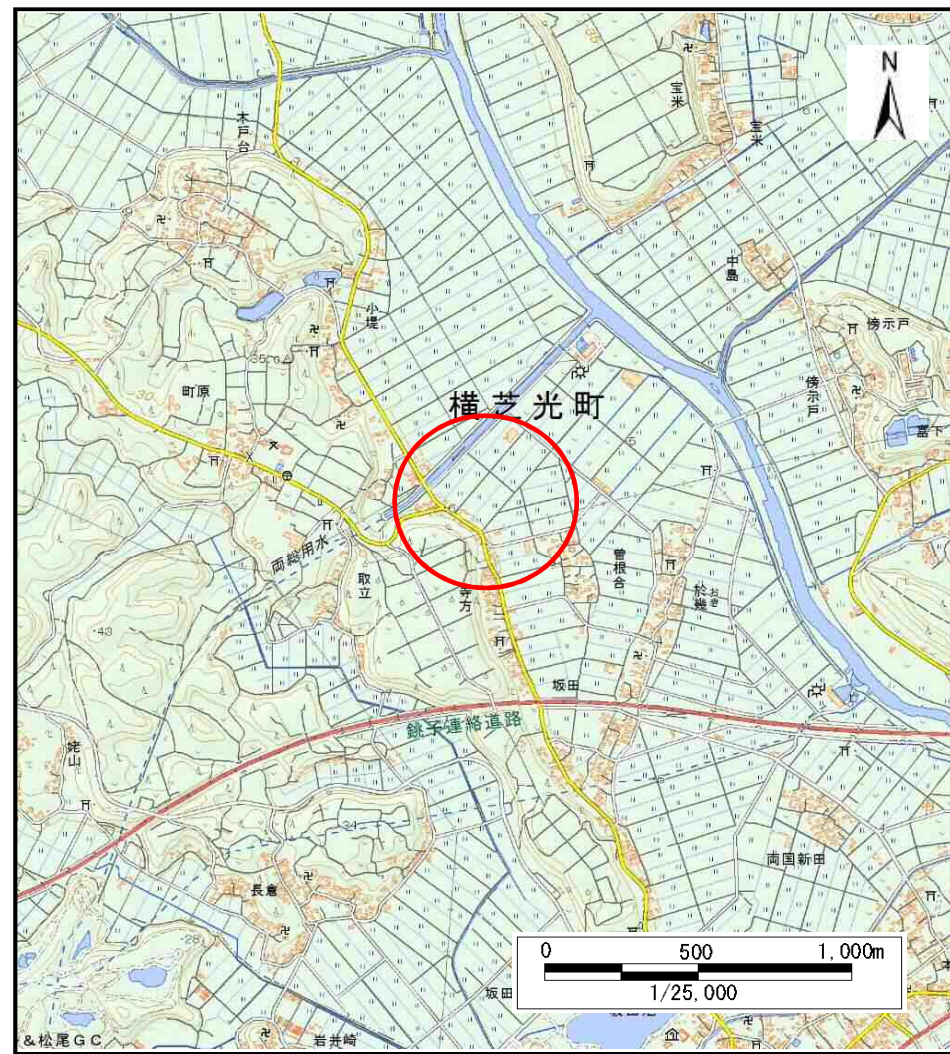 N
宝米
宝米
木戸台
中島
小堤
傍示戸
町原
横芝光町
傍示戸
富下
両総用水
取立
寺方
曽根合
於幾
おき
坂田
銚子連絡道路
姥山
両国新田
長倉
0 500 1,000m
1/25,000
坂田
&松尾GC
岩井崎